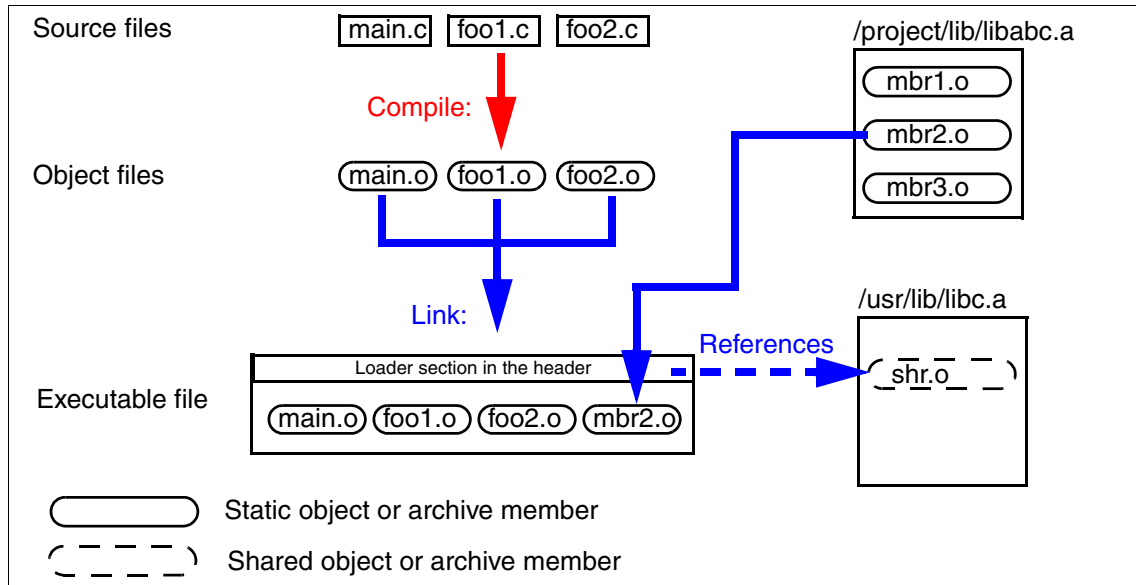 Source files
main.c foo1.c foo2.c
/project/lib/libabc.a
mbr1.o
mbr2.o
mbr3.o
Compile:
Object files
main.o foo1.o foo2.o
Link:
/usr/lib/libc.a
References
shr.o
Loader section in the header
Executable file
main.o foo1.o foo2.o mbr2.o
Static object or archive member
Shared object or archive member